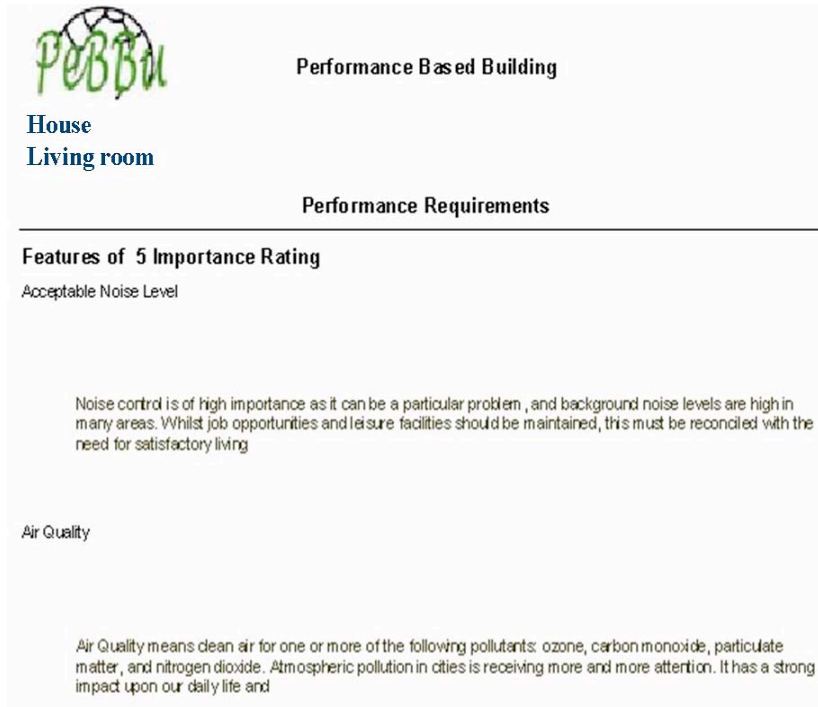 PeBBu
Performance Based Building
House
Living room
Performance Requirements
Features of 5 Importance Rating
Acceptable Noise Level
Noise control is of high importance as it can be a particular problem , and background noise levels are high in
many areas. Whilst job opportunities and leisure facilities should be maintained, this must be reconciled with the
need for satisfactory living
Air Quality
Air Quality means clean air for one or more of the following pollutants: ozone, carbon monoxide, particulate
matter, and nitrogen dioxide. Atmospheric pollution in cities is receiving more and more attention. It has a strong
impact upon our daily life and